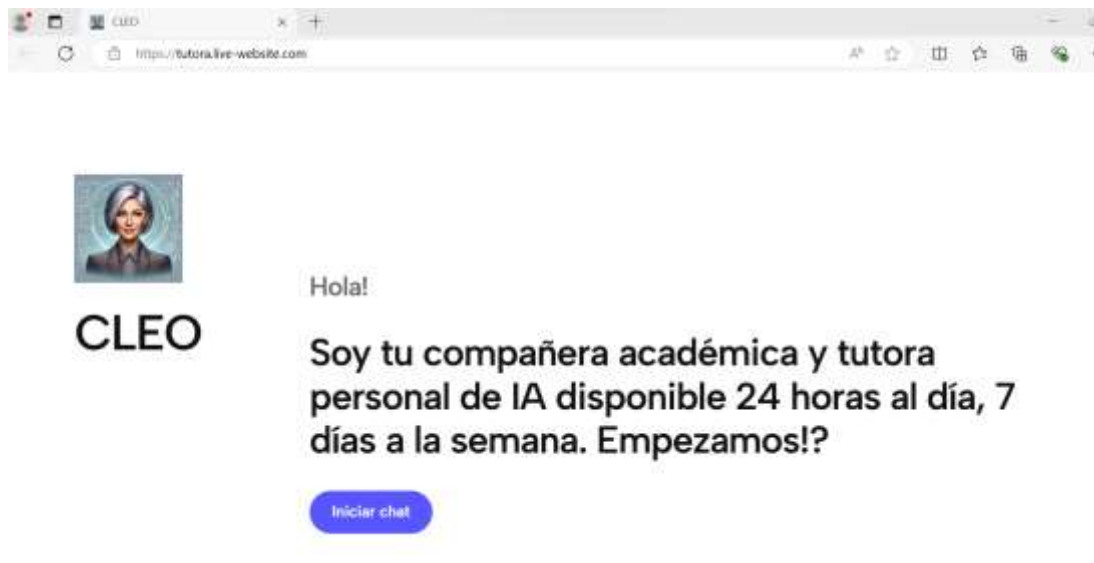 CLEO
https://tutora.live-website.com
CLEO
Hola!
Soy tu compañera académica y tutora
personal de IA disponible 24 horas al día, 7
días a la semana. Empezamos!?
Iniciar chat